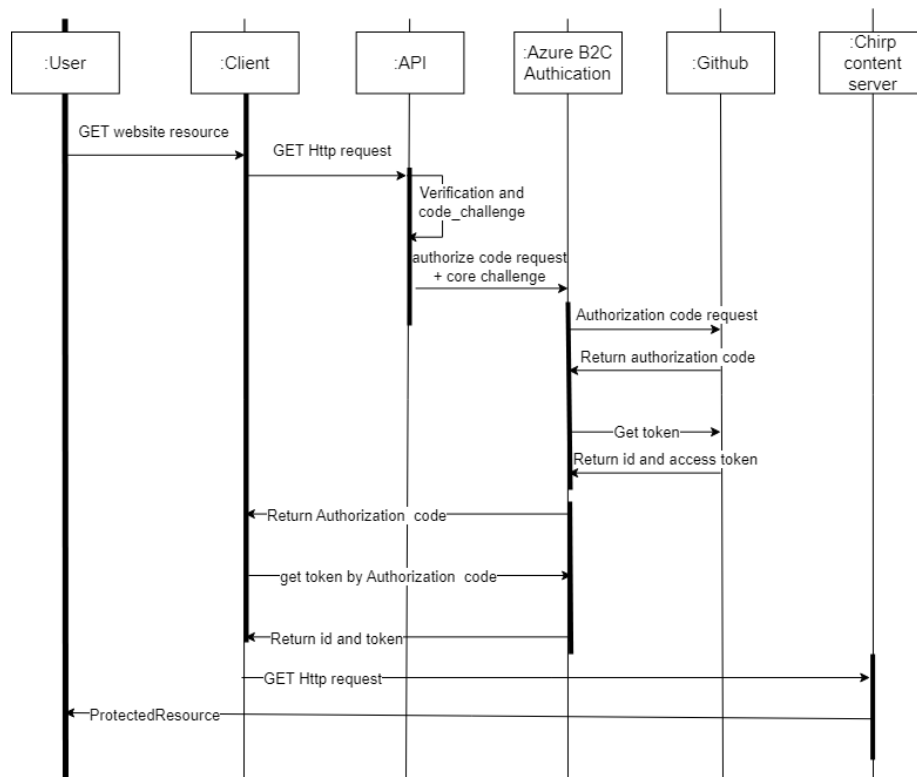 :User
:Client
:API
:Azure B2C
Authication
:Github
:Chirp
content
server
GET website resource
GET Http request
Verification and
code_challenge
authorize code request
+ core challenge
Authorization code request
Return authorization code
Get token
Return id and access token
Return Authorization code
get token by Authorization code
Return id and token
GET Http request
ProtectedResource